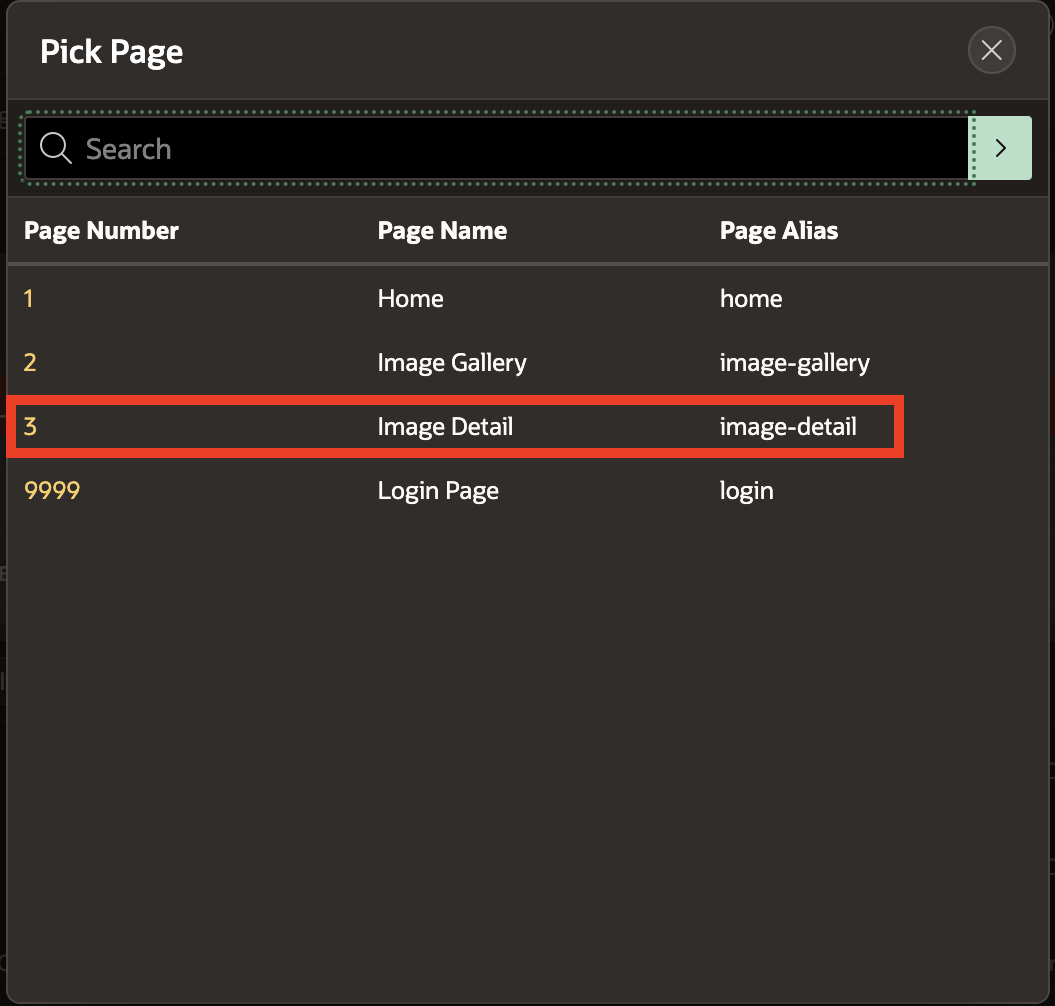 Pick Page
Search
Page Number Page Name Page Alias
1 Home home
2 Image Gallery image-gallery
3 Image Detail image-detail
9999 Login Page login